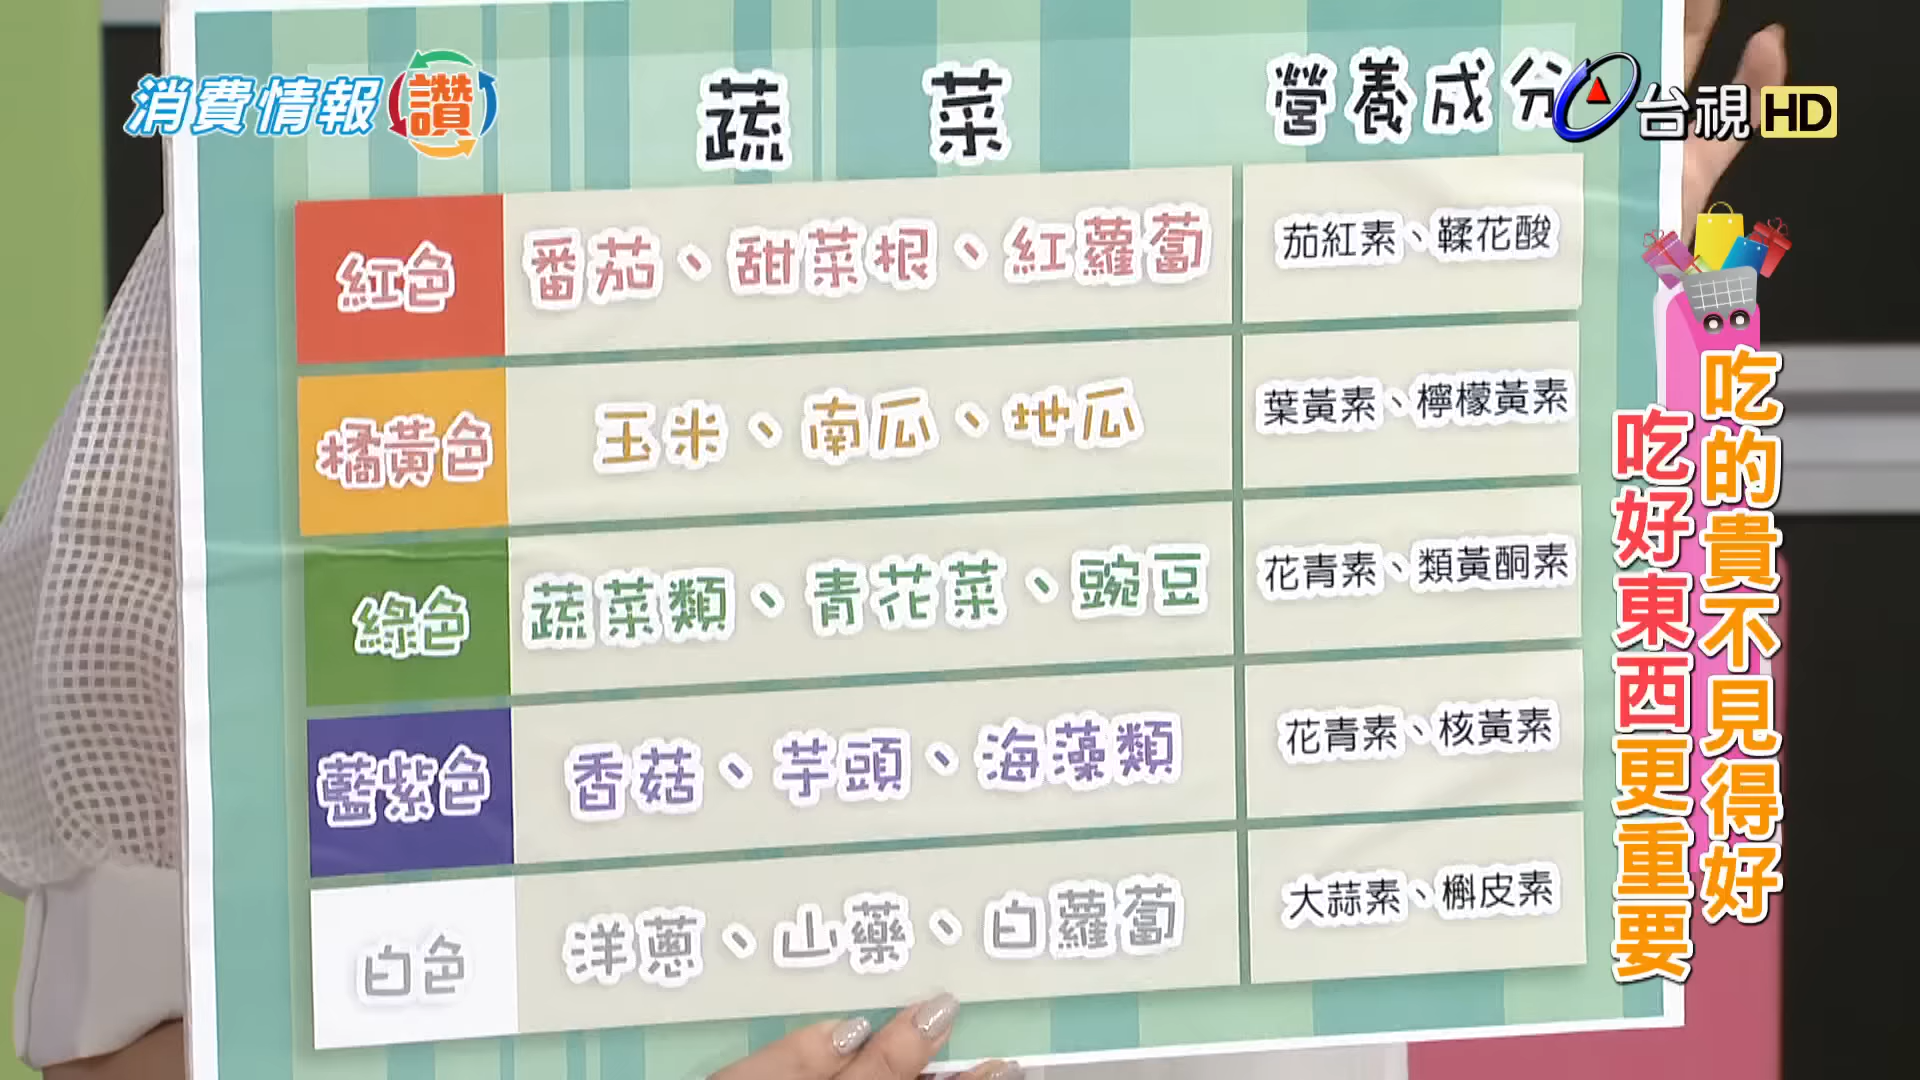 消費情報讚
台視HD
蔬菜 營養成分
紅色 番茄、甜菜根、紅蘿蔔 茄紅素、鞣花酸
橘黃色 玉米、南瓜、地瓜 葉黃素、檸檬黃素
綠色 蔬菜類、青花菜、豌豆 花青素、類黃酮素
藍紫色 香菇、芋頭、海藻類 花青素、核黃素
白色 洋蔥、山藥、白蘿蔔 大蒜素、槲皮素
吃的貴不見得好
吃好東西更重要